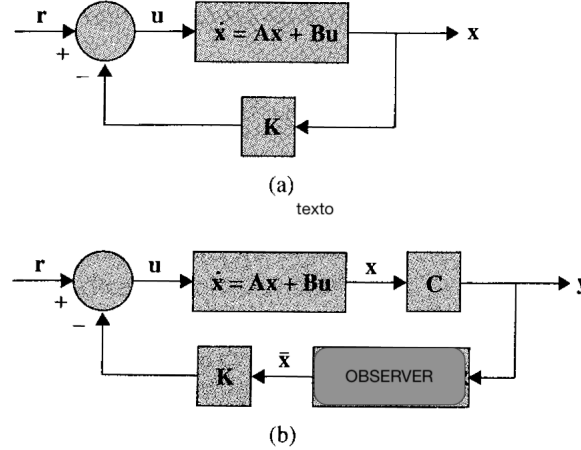 r
u
ẋ = Ax + Bu
x
+
−
K
(a)
texto
r
u
ẋ = Ax + Bu
x
C
y
+
−
K
x̄
OBSERVER
(b)